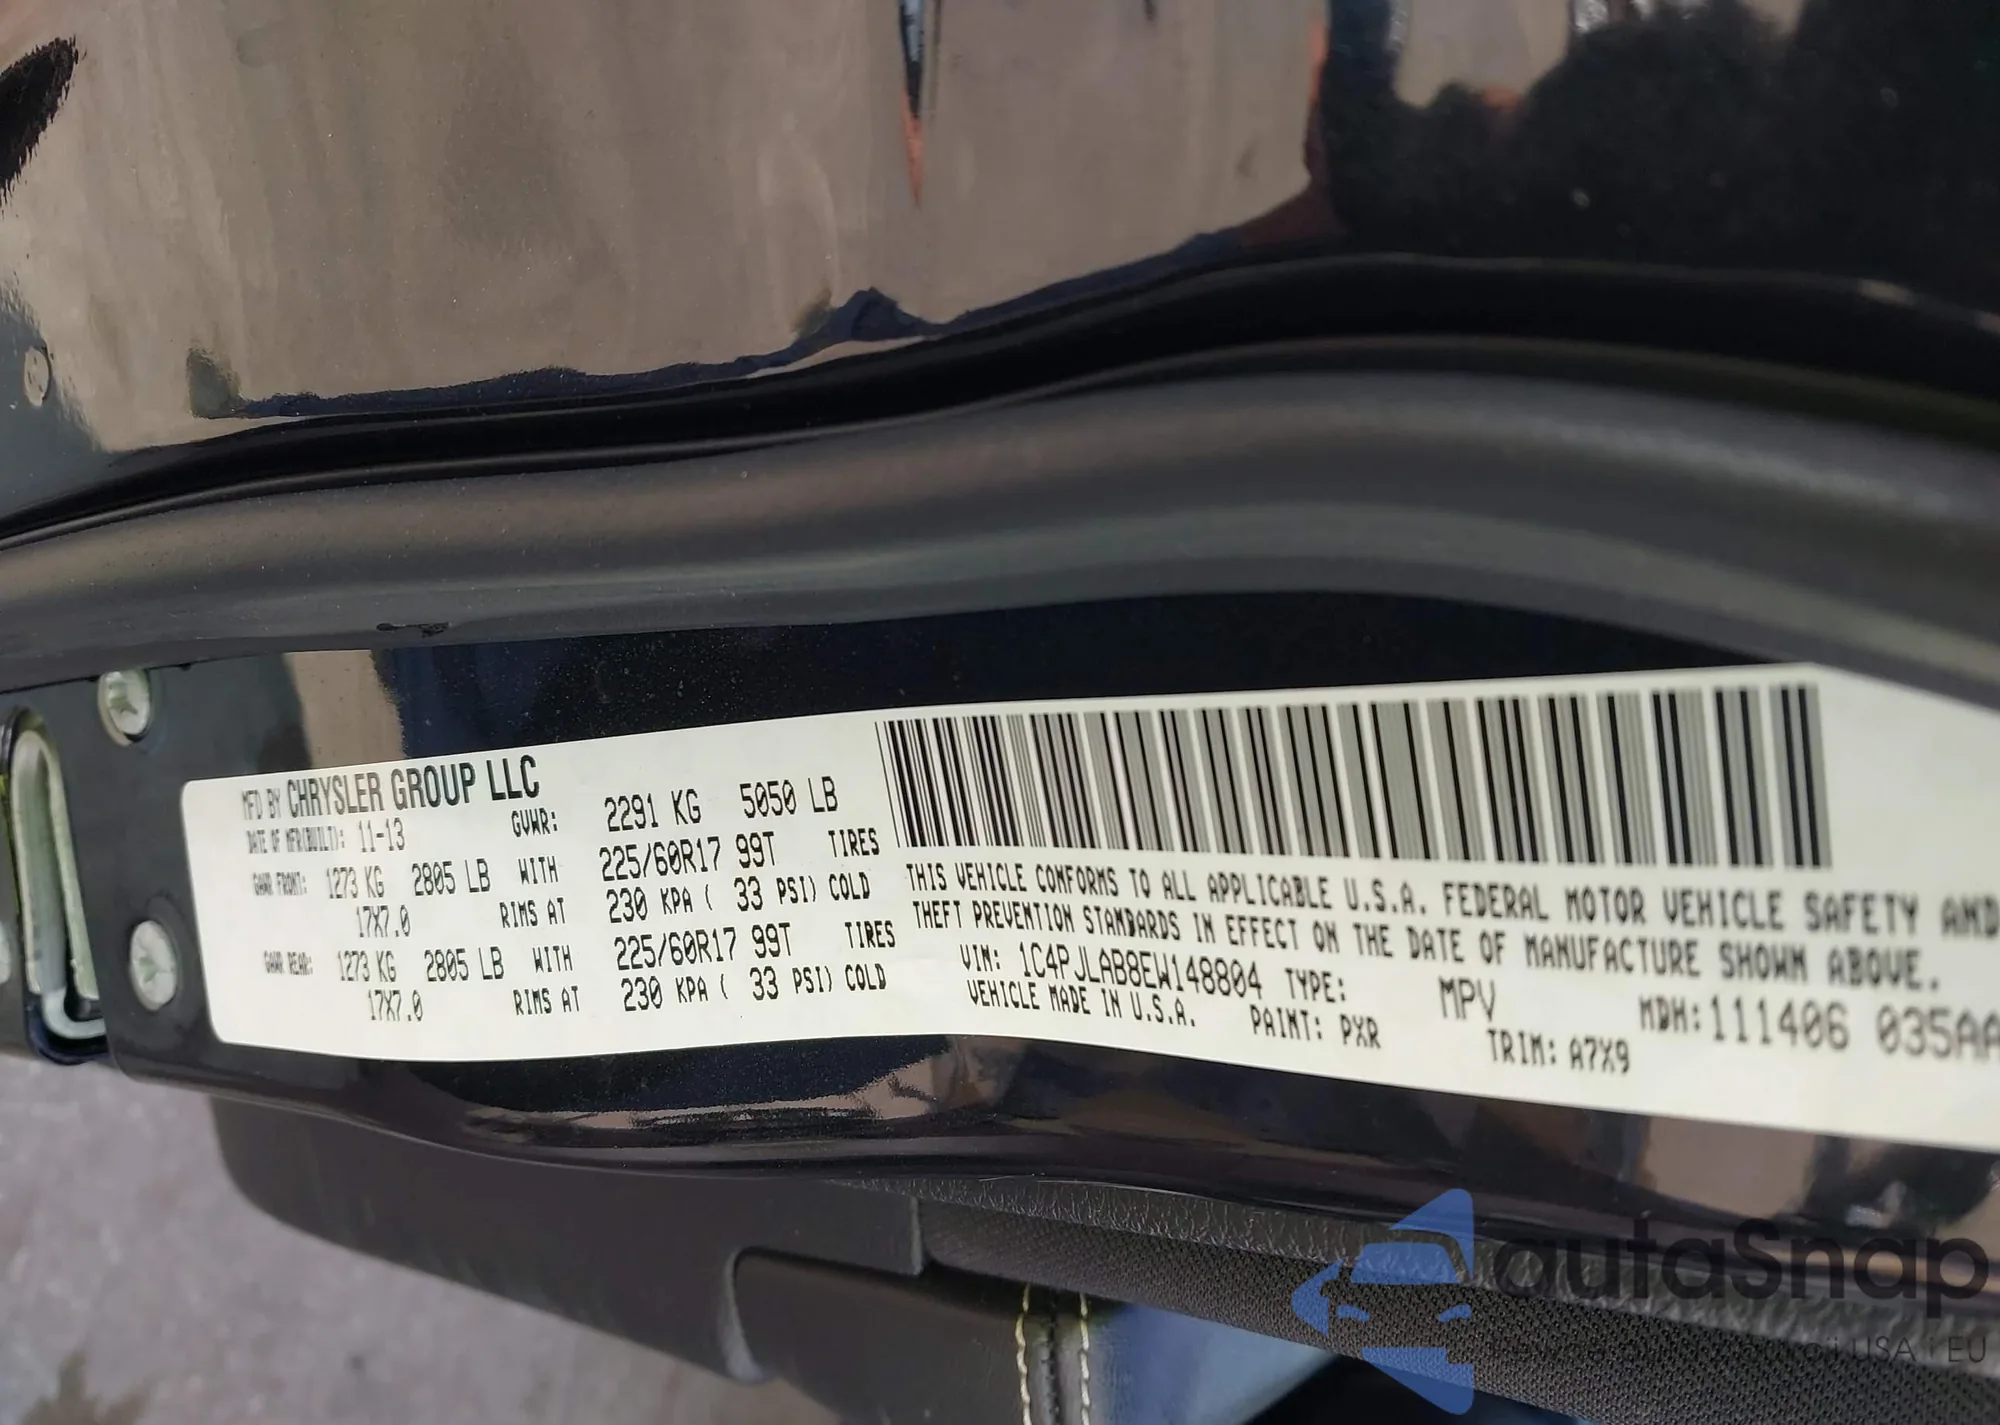 MFD BY CHRYSLER GROUP LLC
DATE OF MFR(BUILT): 11-13 GVWR: 2291 KG 5050 LB
GAWR FRONT: 1273 KG 2805 LB WITH 225/60R17 99T TIRES
17X7.0 RIMS AT 230 KPA ( 33 PSI) COLD
GAWR REAR: 1273 KG 2805 LB WITH 225/60R17 99T TIRES
17X7.0 RIMS AT 230 KPA ( 33 PSI) COLD
THIS VEHICLE CONFORMS TO ALL APPLICABLE U.S.A. FEDERAL MOTOR VEHICLE SAFETY AND
THEFT PREVENTION STANDARDS IN EFFECT ON THE DATE OF MANUFACTURE SHOWN ABOVE.
VIN: 1C4PJLAB8EW148804 TYPE: MPV MDH:111406 035AA
VEHICLE MADE IN U.S.A. PAINT: PXR TRIM: A7X9
autaSnap
i USA i EU